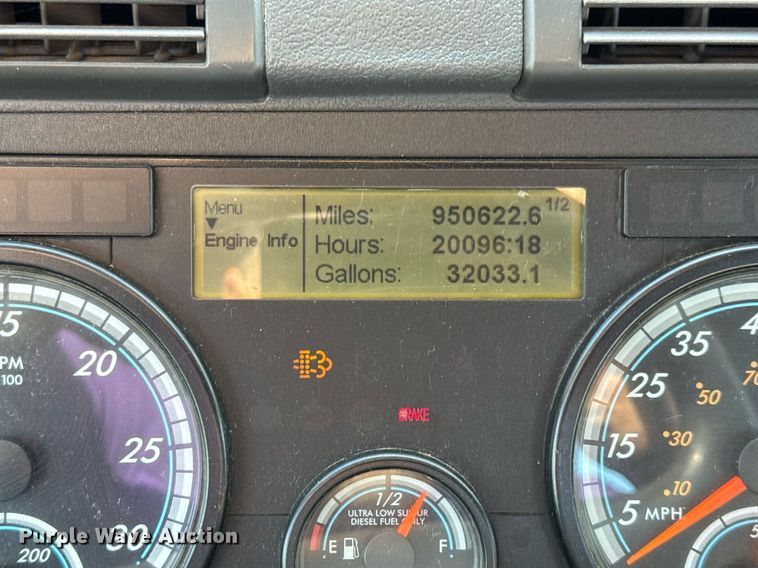 Menu
Engine Info
Miles: 950622.6 1/2
Hours: 20096:18
Gallons: 32033.1
15
20
25
30
PM
100
200
BRAKE
1/2
ULTRA LOW SULFUR
DIESEL FUEL ONLY
E
F
5 MPH
15
25
35
4
10
30
50
70
5
Purple Wave Auction